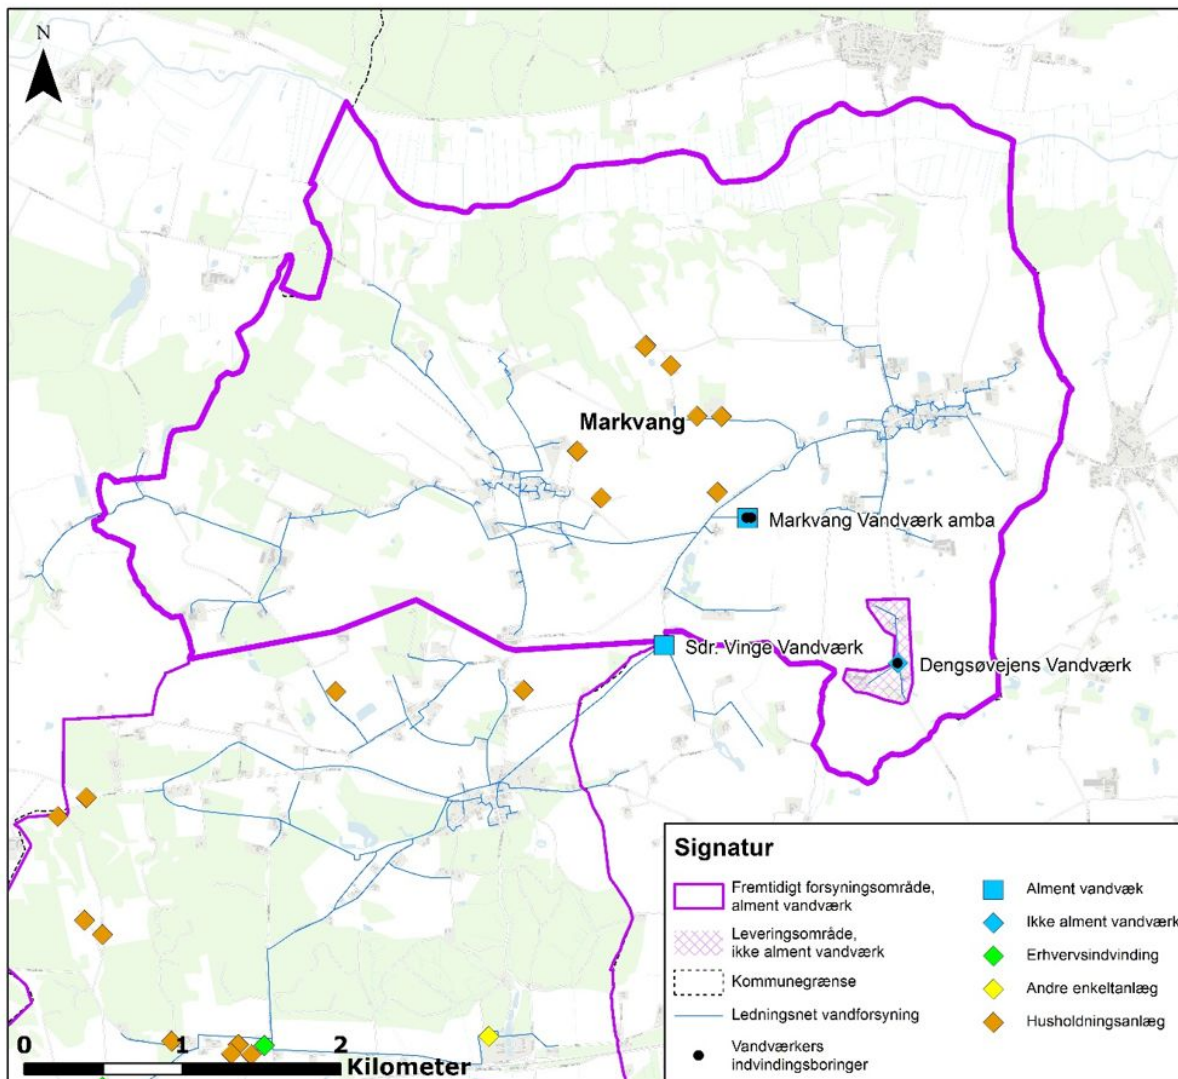 N
Markvang
Markvang Vandværk amba
Sdr. Vinge Vandværk
Dengsøvejens Vandværk
Signatur
Fremtidigt forsyningsområde,
alment vandværk
Leveringsområde,
ikke alment vandværk
Kommunegrænse
Ledningsnet vandforsyning
Vandværkers
indvindingsboringer
Alment vandvæk
Ikke alment vandværk
Erhvervsindvinding
Andre enkeltanlæg
Husholdningsanlæg
0 1 2
Kilometer